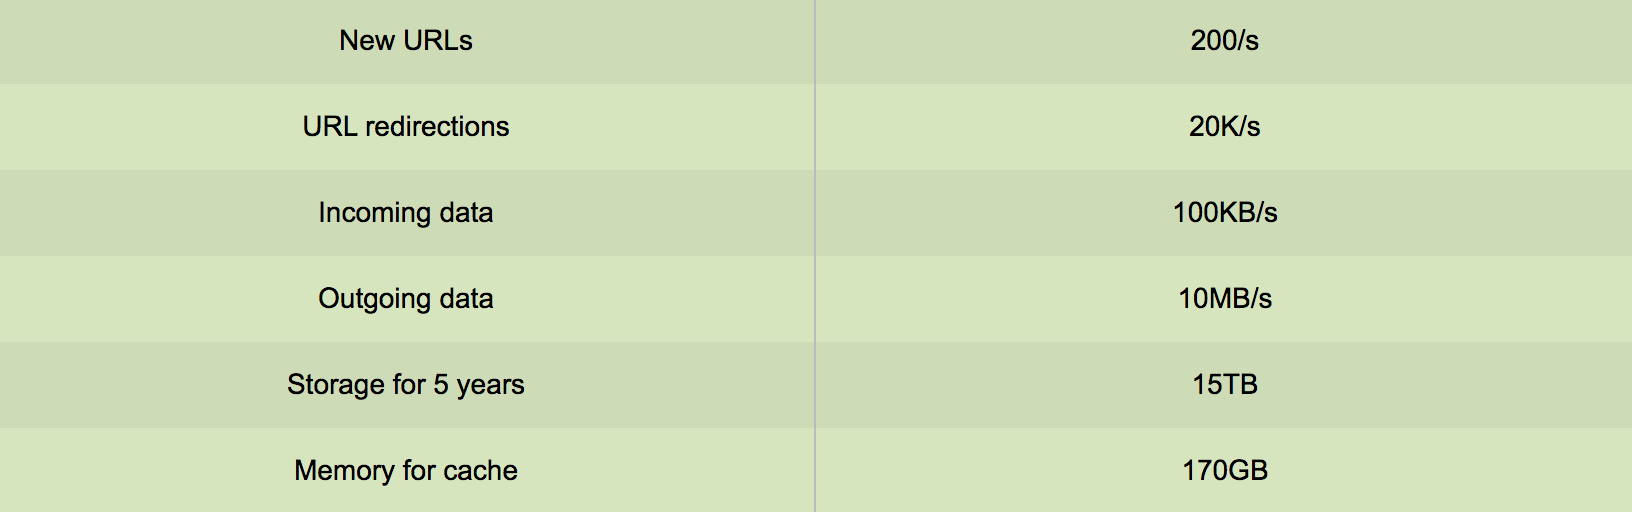 New URLs 200/s
URL redirections 20K/s
Incoming data 100KB/s
Outgoing data 10MB/s
Storage for 5 years 15TB
Memory for cache 170GB